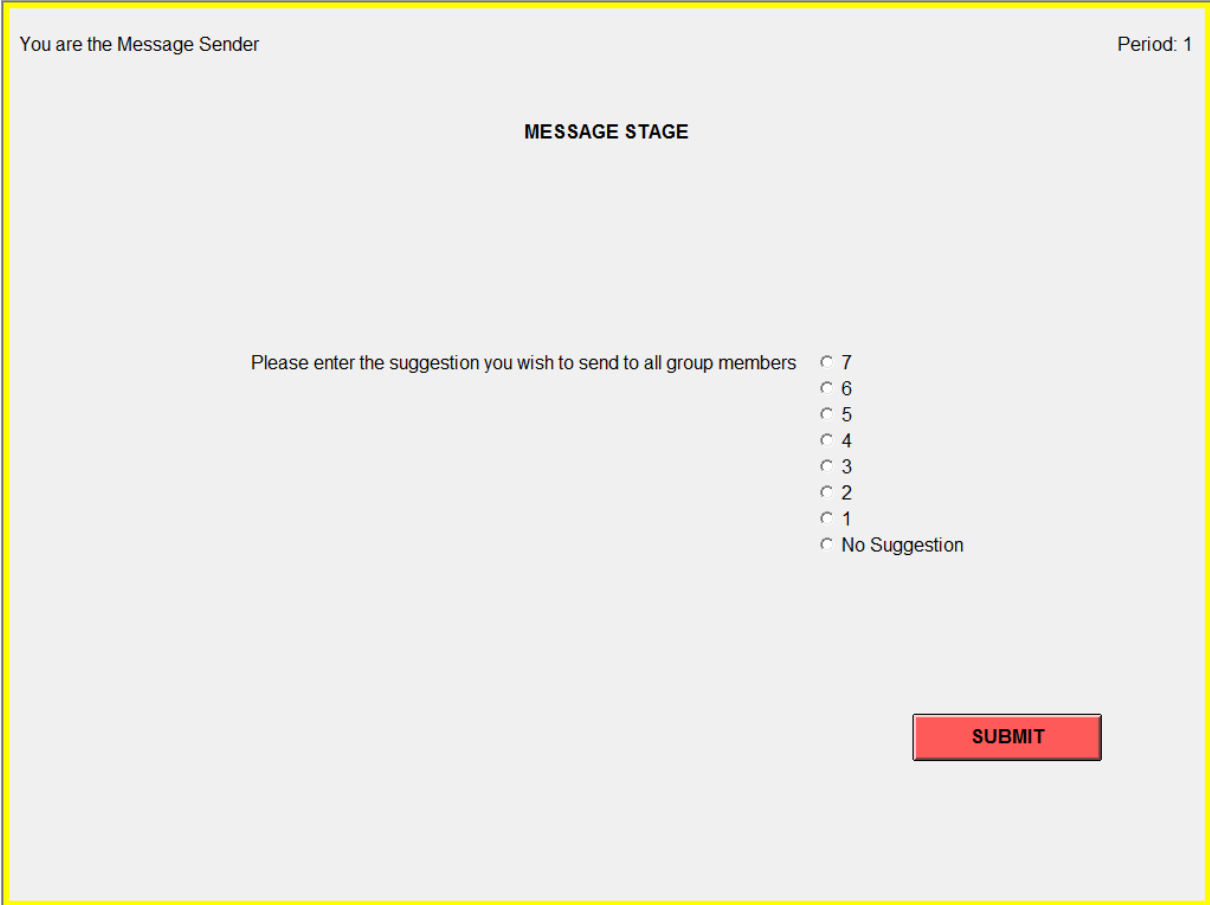 You are the Message Sender
Period: 1
MESSAGE STAGE
Please enter the suggestion you wish to send to all group members
7
6
5
4
3
2
1
No Suggestion
SUBMIT